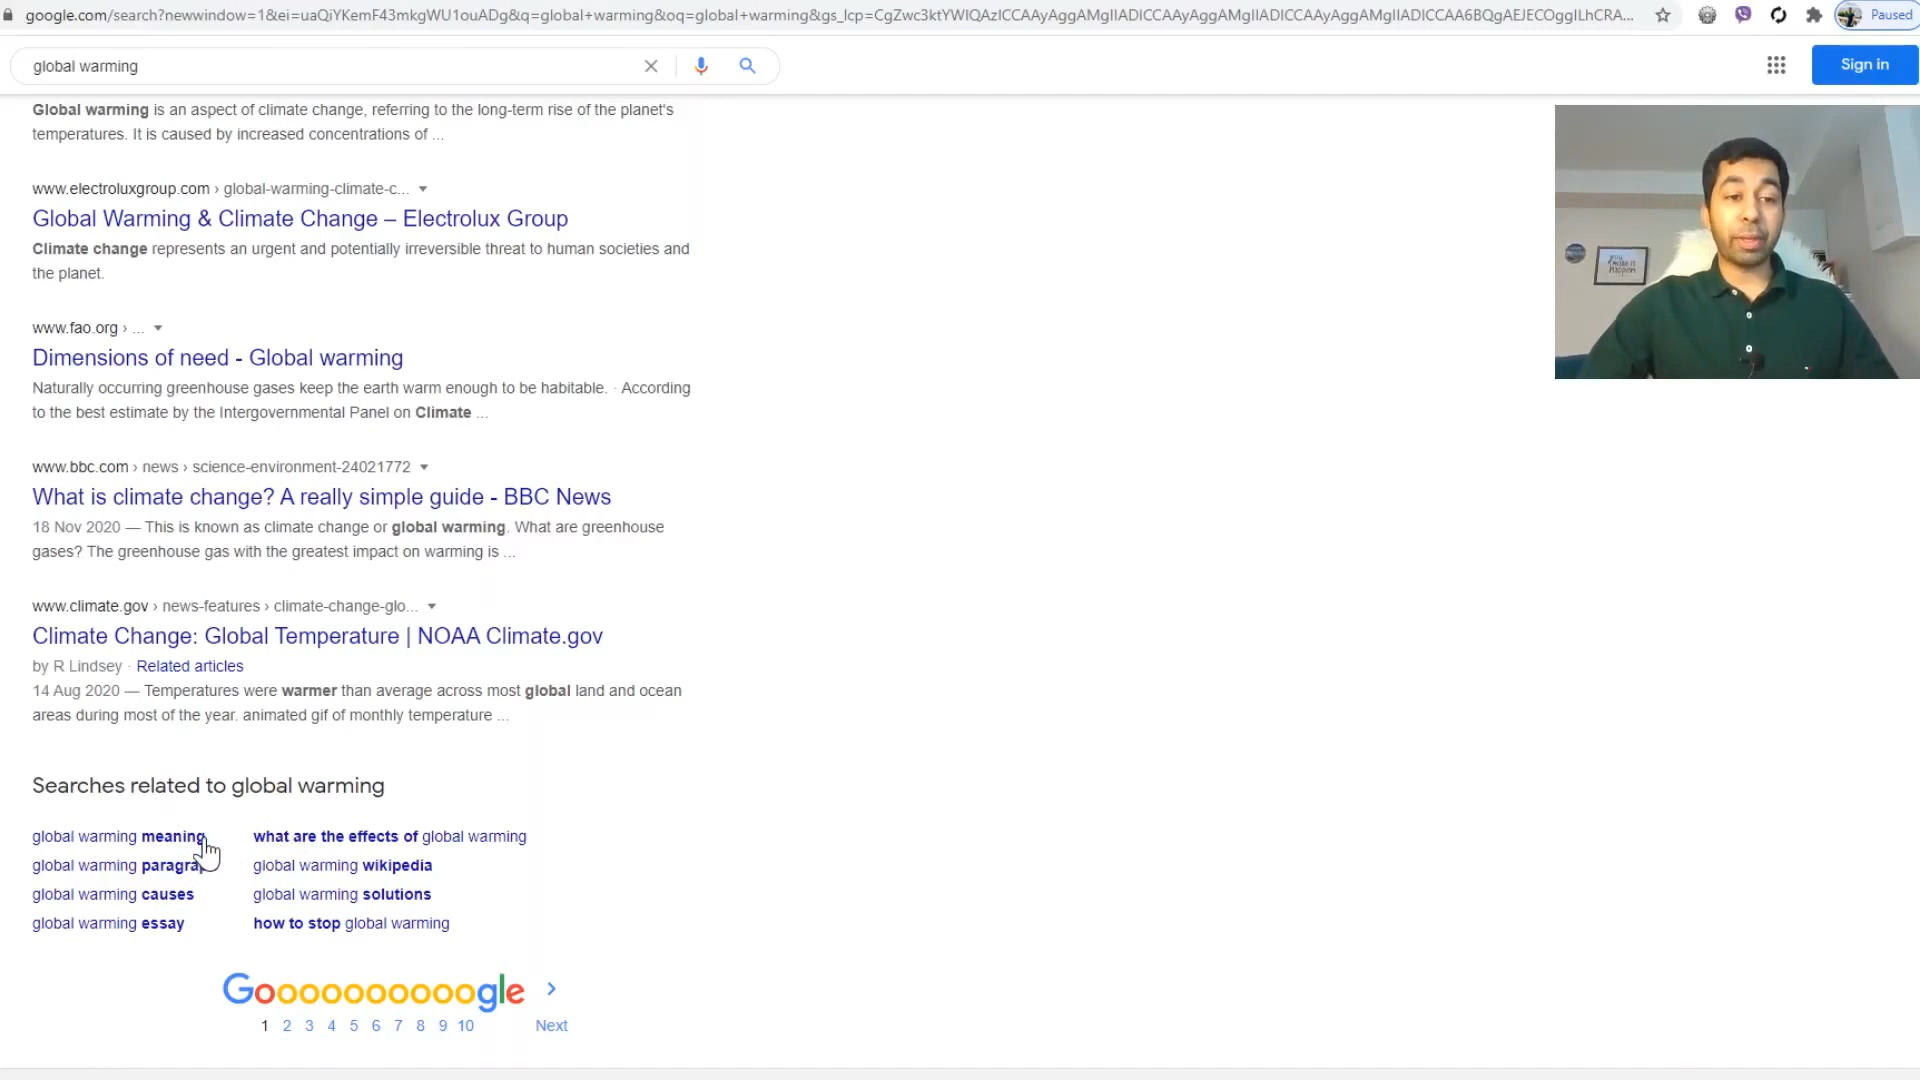 google.com/search?newwindow=1&ei=uaQiYKemF43mkgWU1ouADg&q=global+warming&oq=global+warming&gs_lcp=CgZwc3ktYWIQAzICCAAyAggAMgIIADICCAAyAggAMgIIADICCAAyAggAMgIIADICCAA6BQgAEJECOggILhCRA...
Paused
global warming
Sign in
Global warming is an aspect of climate change, referring to the long-term rise of the planet's
temperatures. It is caused by increased concentrations of ...
www.electroluxgroup.com › global-warming-climate-c...
Global Warming & Climate Change – Electrolux Group
Climate change represents an urgent and potentially irreversible threat to human societies and
the planet.
www.fao.org › ...
Dimensions of need - Global warming
Naturally occurring greenhouse gases keep the earth warm enough to be habitable. · According
to the best estimate by the Intergovernmental Panel on Climate ...
www.bbc.com › news › science-environment-24021772
What is climate change? A really simple guide - BBC News
18 Nov 2020 — This is known as climate change or global warming. What are greenhouse
gases? The greenhouse gas with the greatest impact on warming is ...
www.climate.gov › news-features › climate-change-glo...
Climate Change: Global Temperature | NOAA Climate.gov
by R Lindsey · Related articles
14 Aug 2020 — Temperatures were warmer than average across most global land and ocean
areas during most of the year. animated gif of monthly temperature ...
Searches related to global warming
global warming meaning what are the effects of global warming
global warming global warming wikipedia
global warming causes global warming solutions
global warming essay how to stop global warming
Goooooooooogle
1 2 3 4 5 6 7 8 9 10 Next